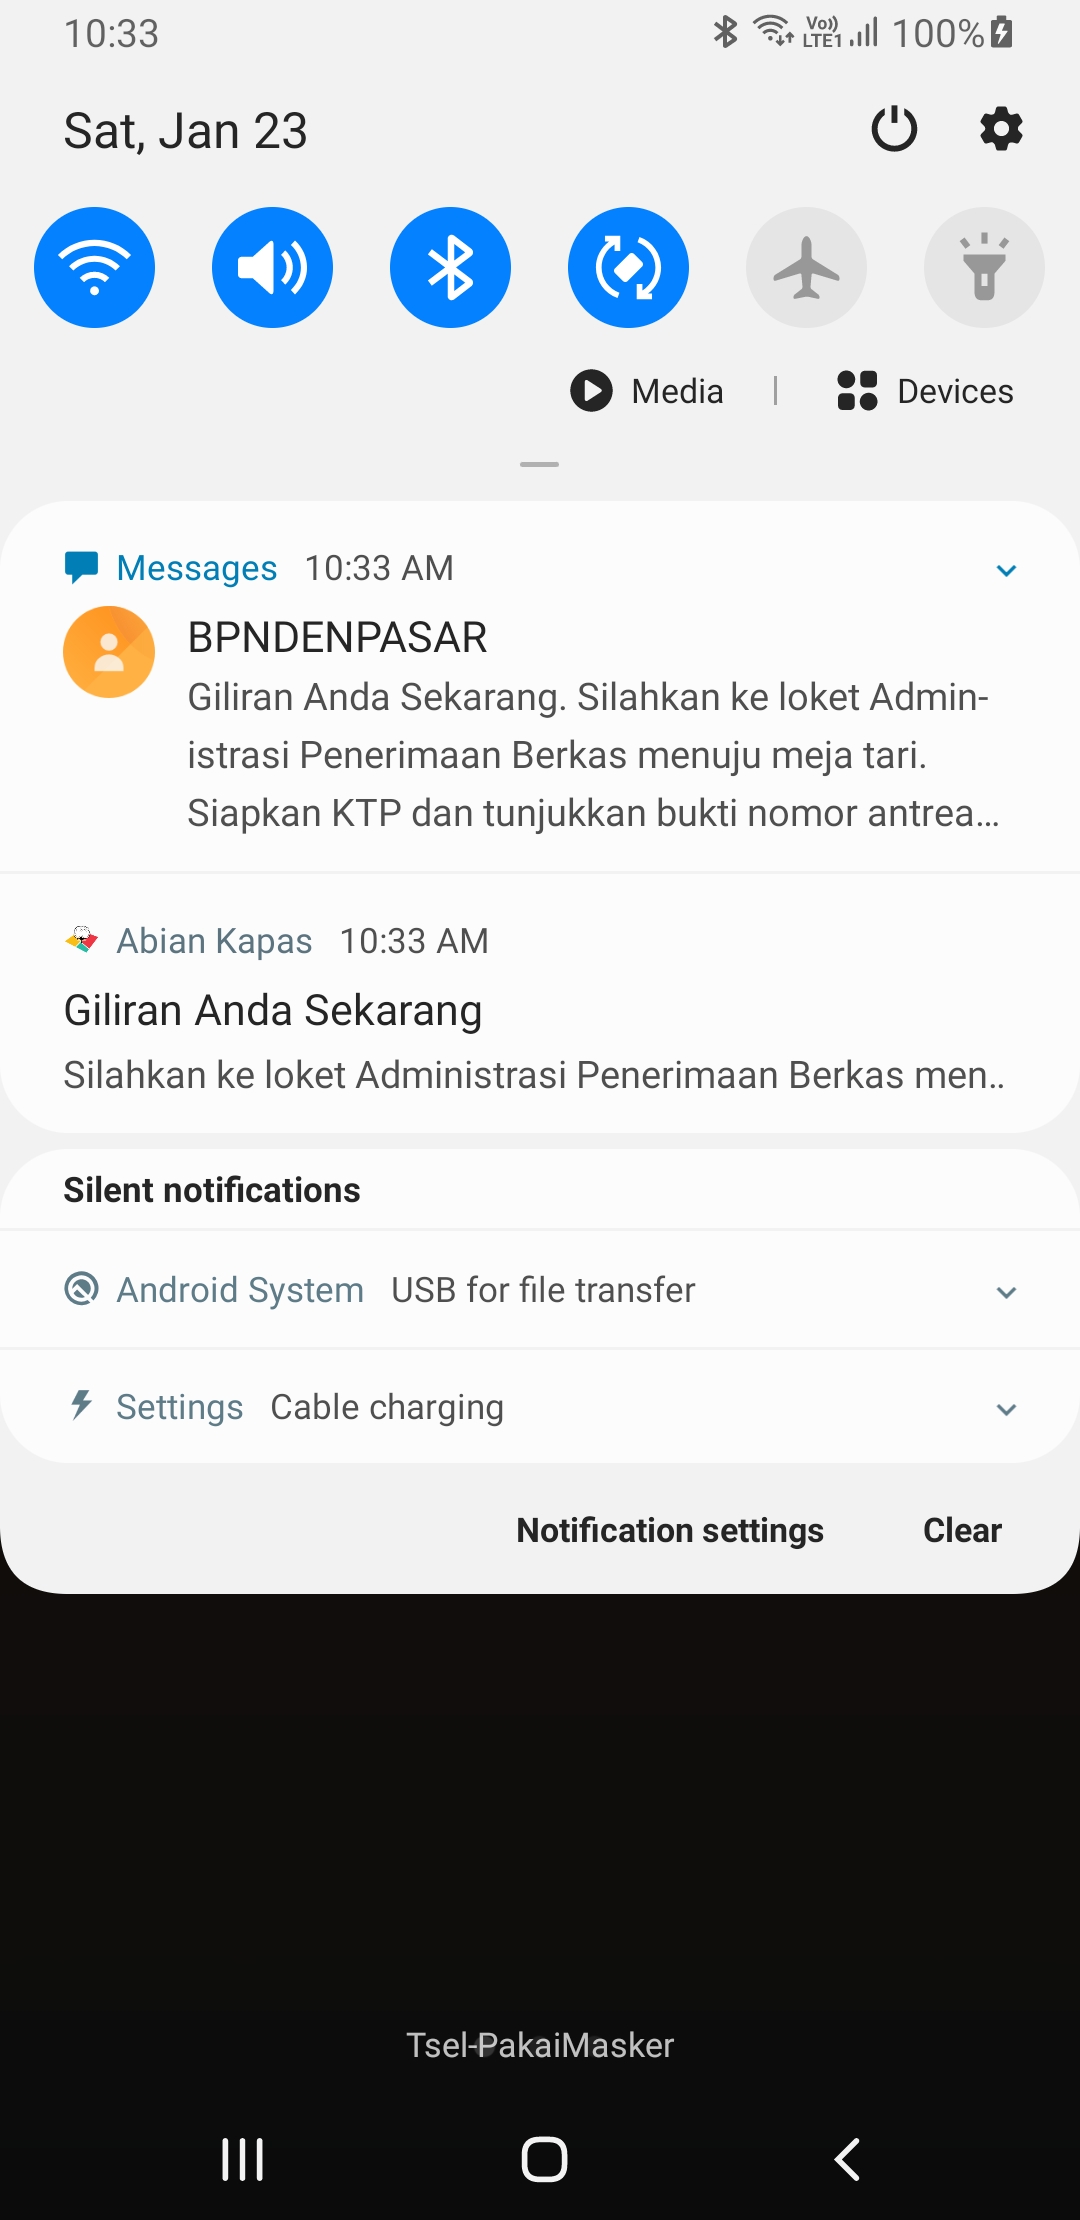 10:33
Vo)) LTE1 100%
Sat, Jan 23
Media | Devices
Messages 10:33 AM
BPNDENPASAR
Giliran Anda Sekarang. Silahkan ke loket Admin-
istrasi Penerimaan Berkas menuju meja tari.
Siapkan KTP dan tunjukkan bukti nomor antrea…
Abian Kapas 10:33 AM
Giliran Anda Sekarang
Silahkan ke loket Administrasi Penerimaan Berkas men..
Silent notifications
Android System USB for file transfer
Settings Cable charging
Notification settings Clear
Tsel-PakaiMasker